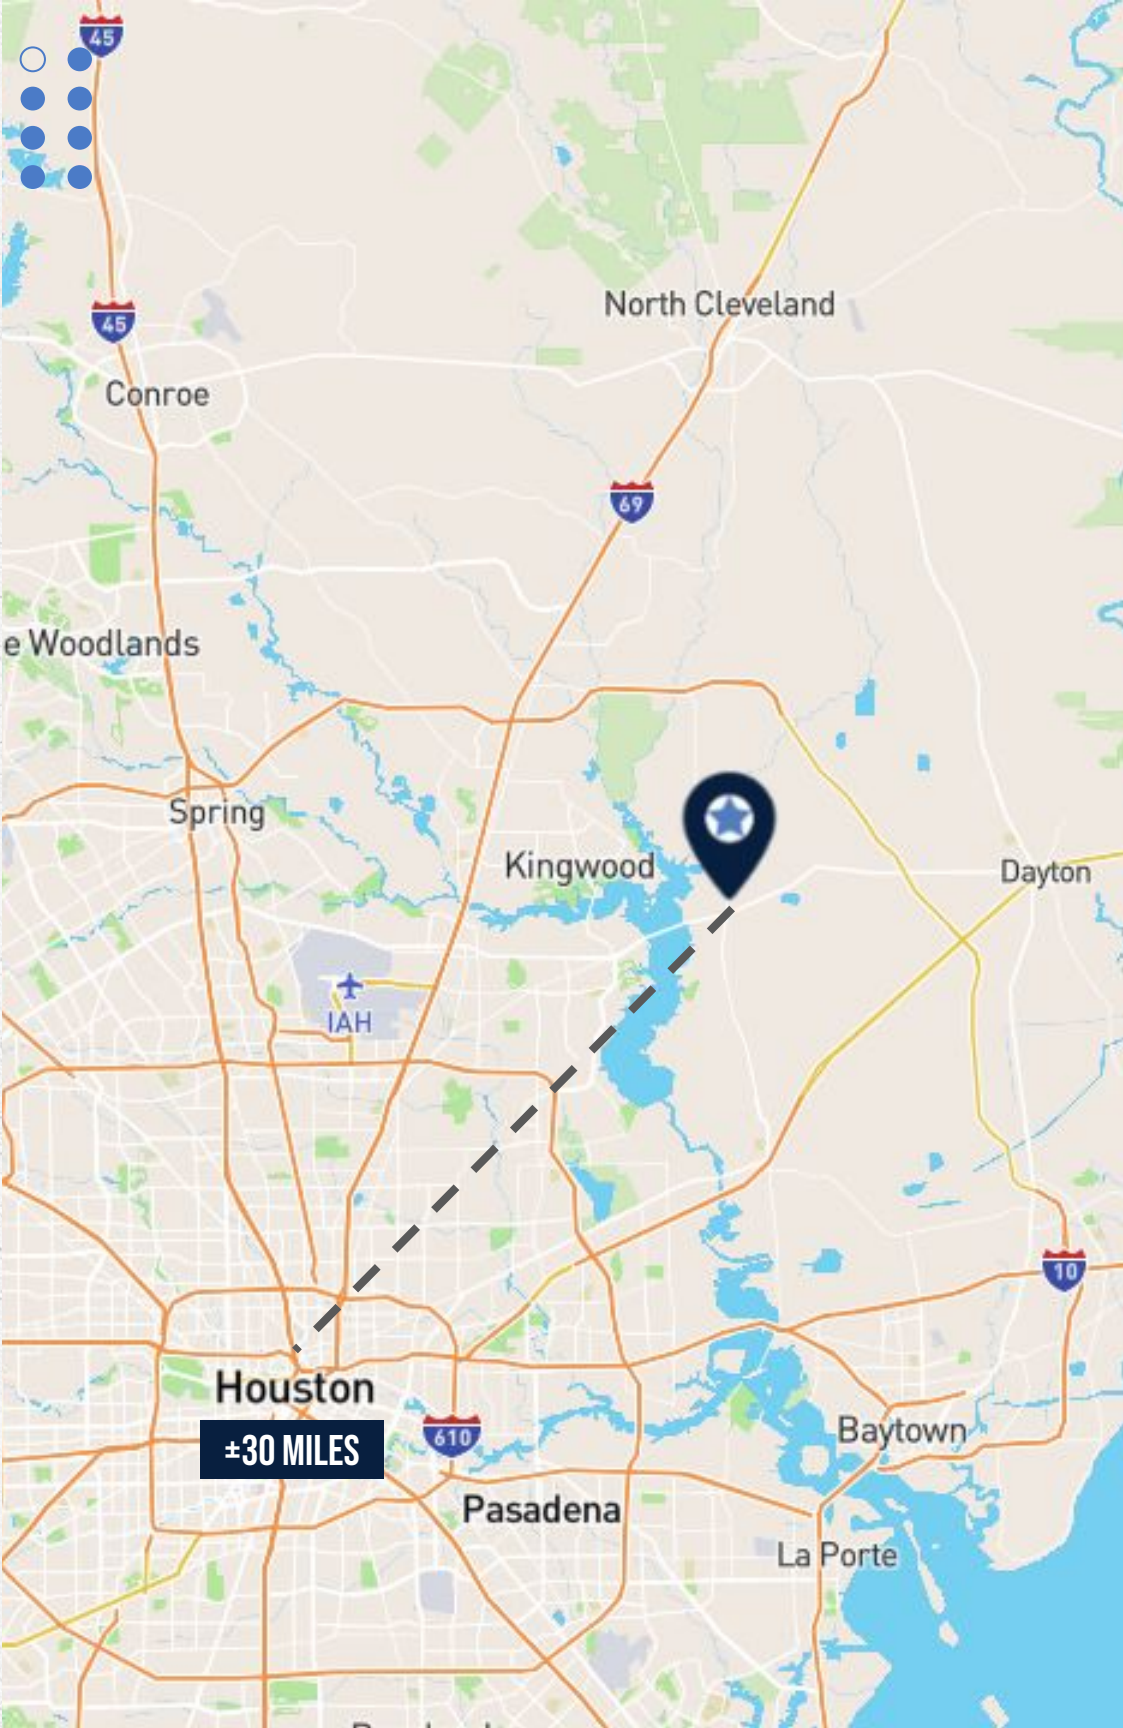 45
North Cleveland
45
Conroe
69
e Woodlands
Spring
Kingwood
Dayton
IAH
10
Houston
610
Baytown
±30 MILES
Pasadena
La Porte